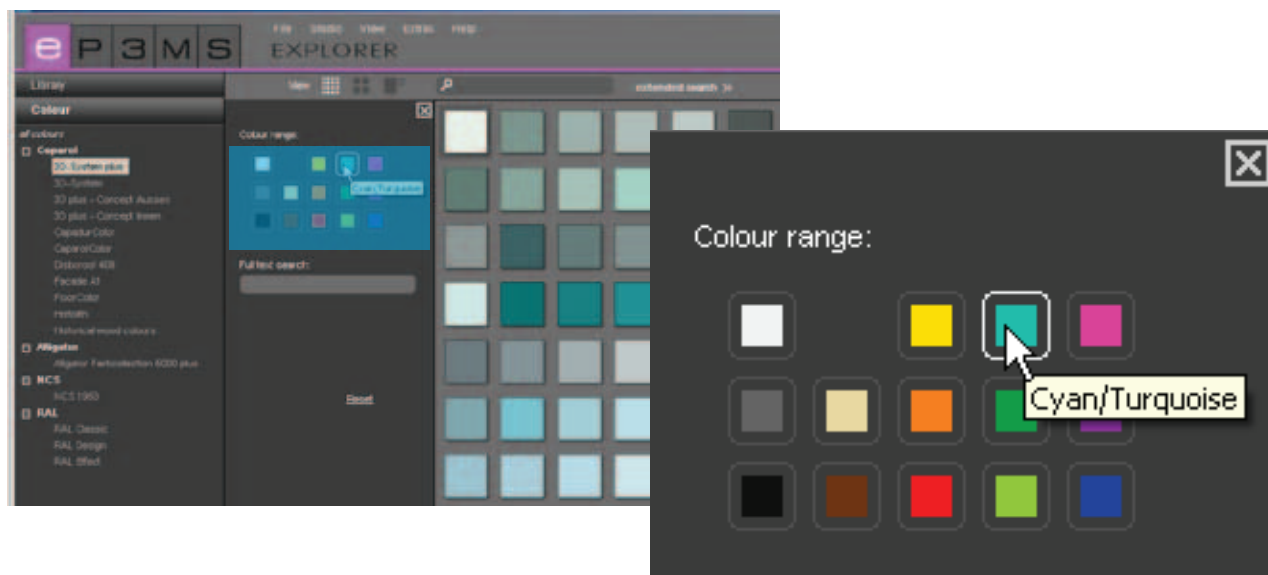 e P 3 M S
File Studio View Extras Help
EXPLORER
Library
View
extended search >>
Colour
all colours
Caparol
3D-System plus
3D-System
3D plus - Concept Aussen
3D plus - Concept Innen
CapadurColor
CaparolColor
Disboroof 408
Facade A1
FloorColor
Histolith
Historical wood colours
Alligator
Alligator Farbselection 6000 plus
NCS
NCS 1950
RAL
RAL Classic
RAL Design
RAL Effect
Colour range:
Cyan/Turquoise
Full text search:
Reset
Colour range:
Cyan/Turquoise